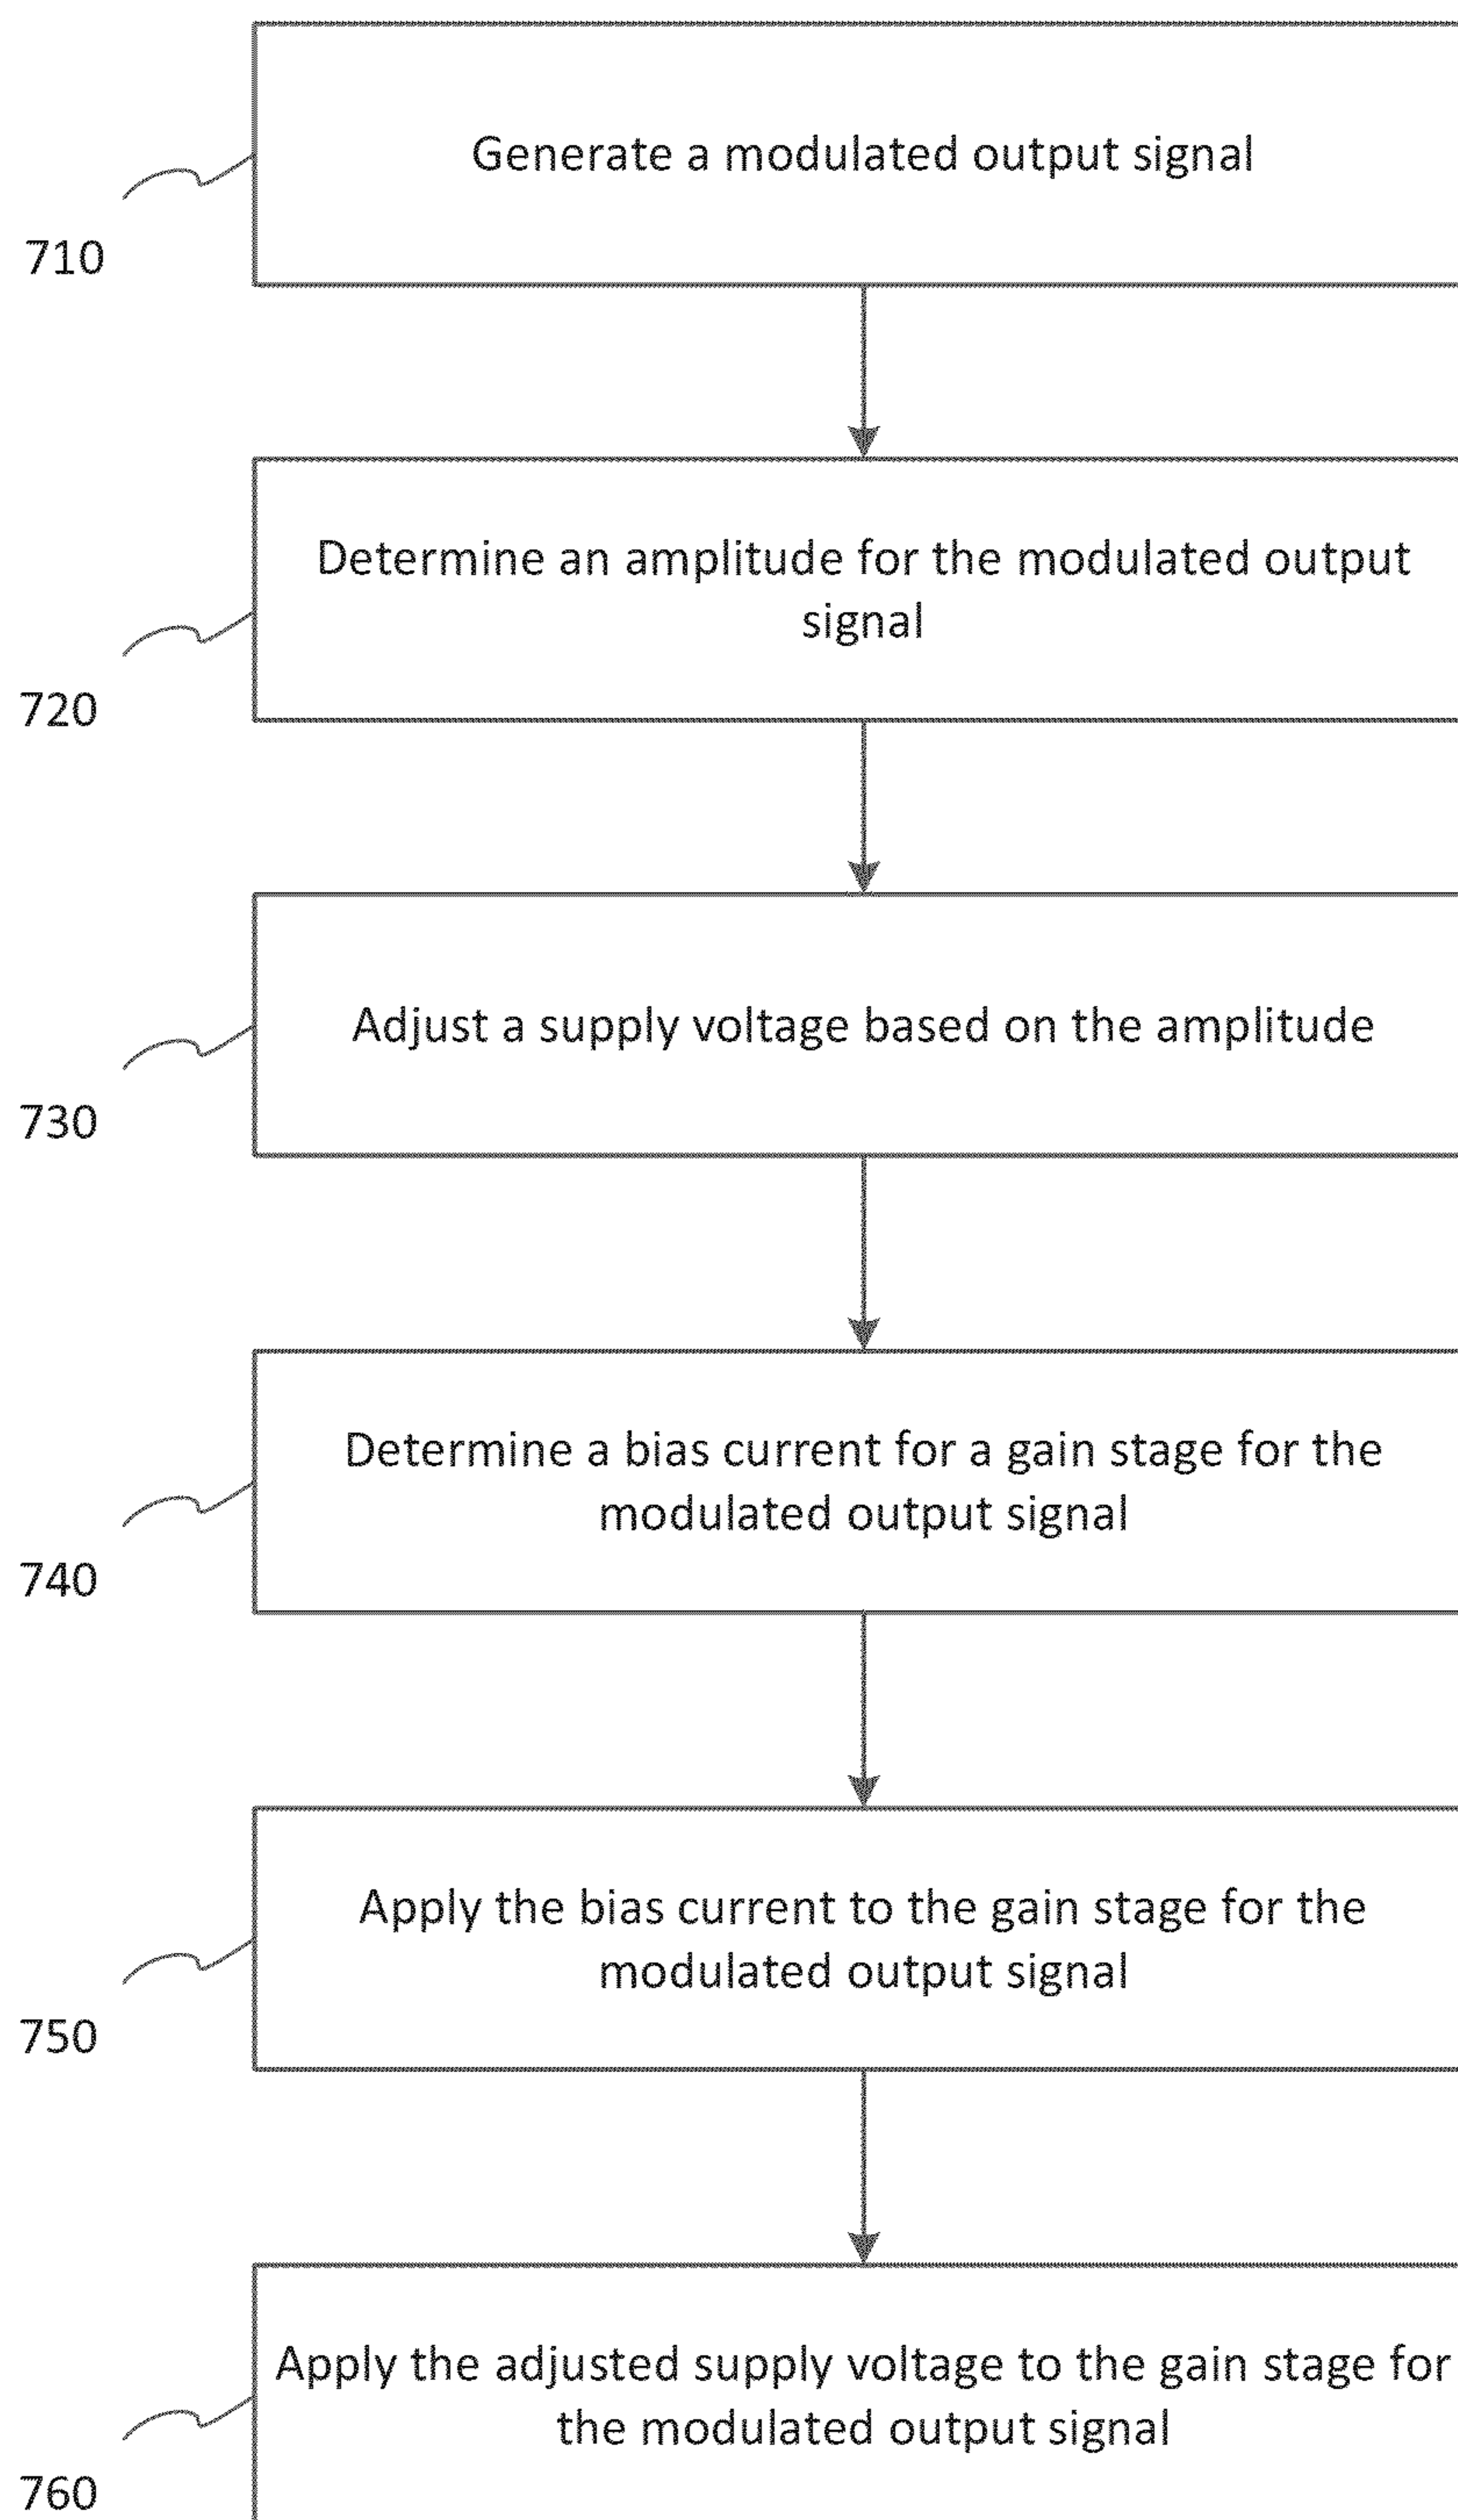 Generate a modulated output signal
710
Determine an amplitude for the modulated output
signal
720
Adjust a supply voltage based on the amplitude
730
Determine a bias current for a gain stage for the
modulated output signal
740
Apply the bias current to the gain stage for the
modulated output signal
750
Apply the adjusted supply voltage to the gain stage for
the modulated output signal
760